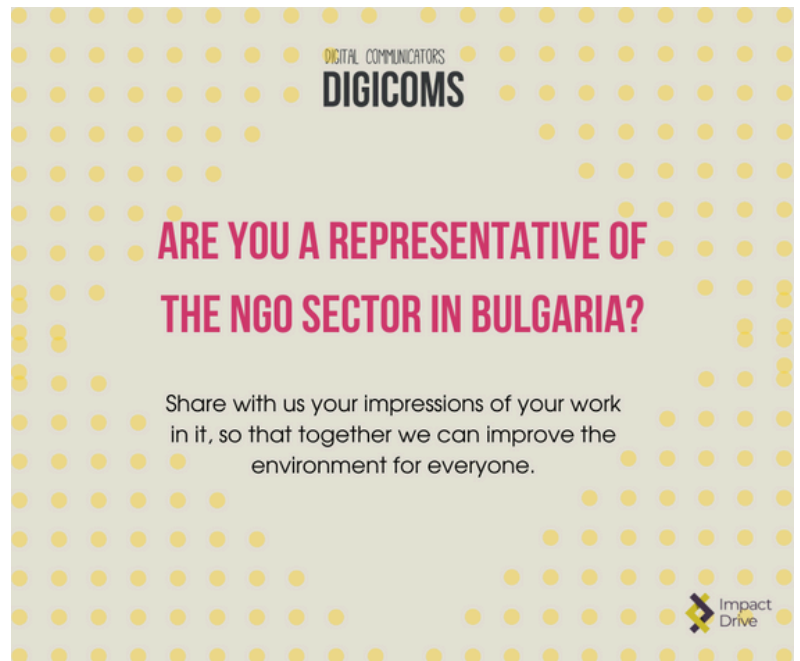 DIGITAL COMMUNICATORS
DIGICOMS
ARE YOU A REPRESENTATIVE OF
THE NGO SECTOR IN BULGARIA?
Share with us your impressions of your work
in it, so that together we can improve the
environment for everyone.
Impact
Drive